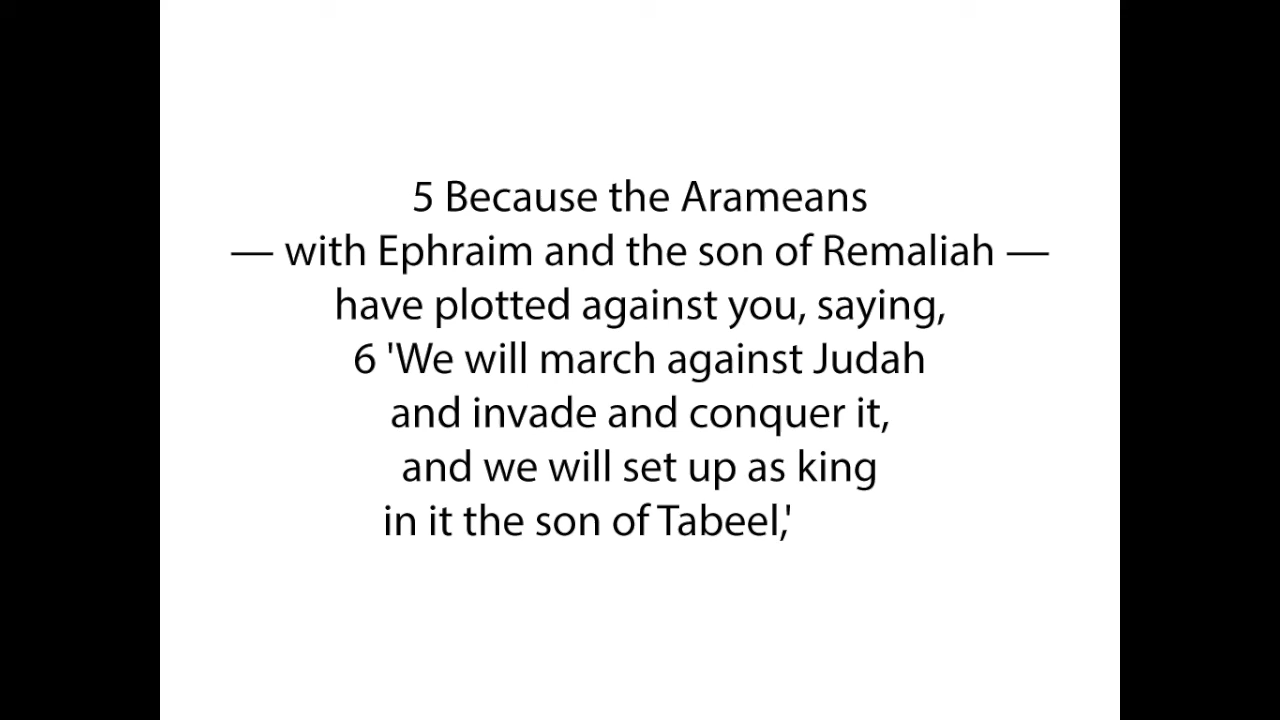 5 Because the Arameans
— with Ephraim and the son of Remaliah —
have plotted against you, saying,
6 'We will march against Judah
and invade and conquer it,
and we will set up as king
in it the son of Tabeel,'